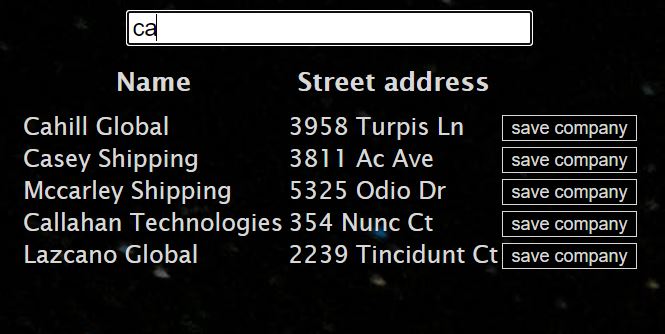 ca
Name Street address
Cahill Global 3958 Turpis Ln save company
Casey Shipping 3811 Ac Ave save company
Mccarley Shipping 5325 Odio Dr save company
Callahan Technologies 354 Nunc Ct save company
Lazcano Global 2239 Tincidunt Ct save company